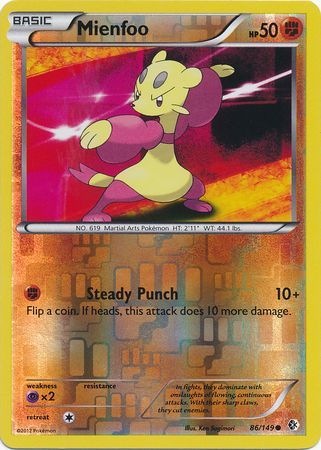 BASIC
Mienfoo
HP 50
NO. 619 Martial Arts Pokémon HT: 2'11" WT: 44.1 lbs.
Steady Punch 10+
Flip a coin. If heads, this attack does 10 more damage.
weakness
resistance
×2
retreat
In fights, they dominate with
onslaughts of flowing, continuous
attacks. With their sharp claws,
they cut enemies.
©2012 Pokémon
Illus. Ken Sugimori
86/149